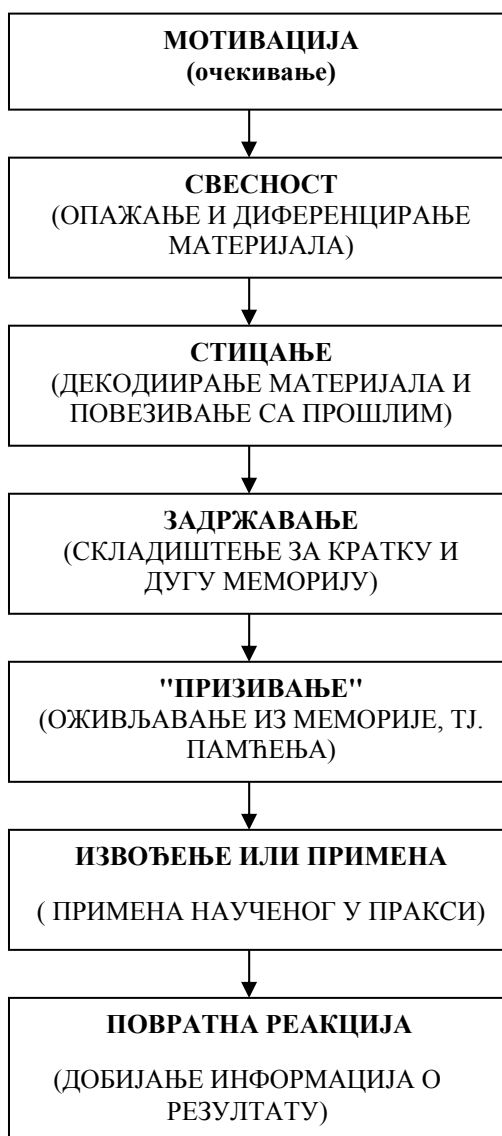 МОТИВАЦИЈА
(очекивање)
СВЕСНОСТ
(ОПАЖАЊЕ И ДИФЕРЕНЦИРАЊЕ
МАТЕРИЈАЛА)
СТИЦАЊЕ
(ДЕКОДИИРАЊЕ МАТЕРИЈАЛА И
ПОВЕЗИВАЊЕ СА ПРОШЛИМ)
ЗАДРЖАВАЊЕ
(СКЛАДИШТЕЊЕ ЗА КРАТКУ И
ДУГУ МЕМОРИЈУ)
"ПРИЗИВАЊЕ"
(ОЖИВЉАВАЊЕ ИЗ МЕМОРИЈЕ, ТЈ.
ПАМЋЕЊА)
ИЗВОЂЕЊЕ ИЛИ ПРИМЕНА
( ПРИМЕНА НАУЧЕНОГ У ПРАКСИ)
ПОВРАТНА РЕАКЦИЈА
(ДОБИЈАЊЕ ИНФОРМАЦИЈА О
РЕЗУЛТАТУ)